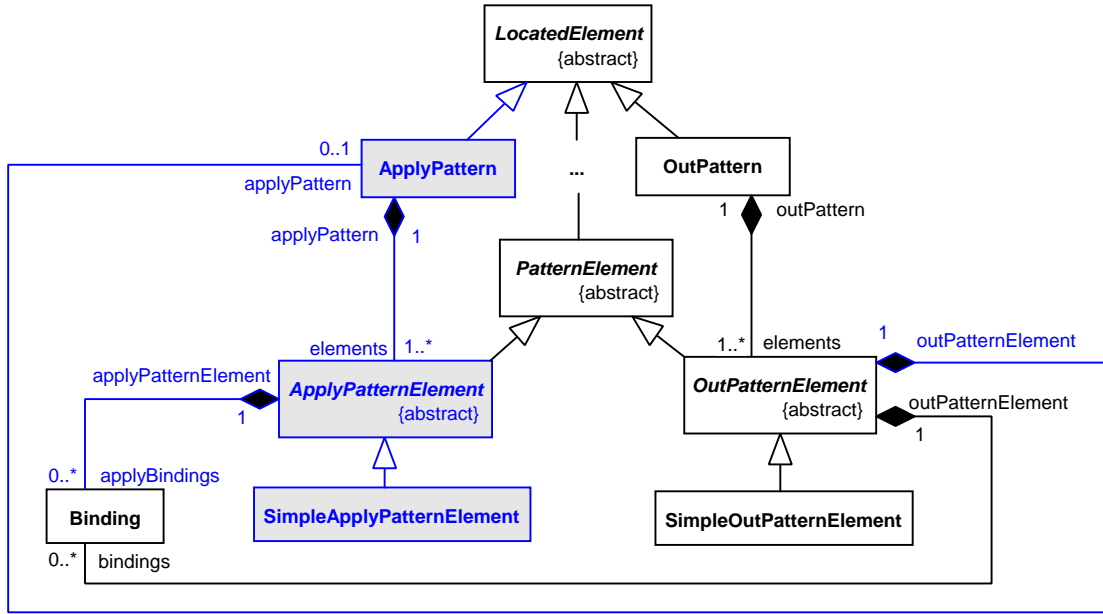 LocatedElement
{abstract}
0..1
ApplyPattern
...
OutPattern
applyPattern
applyPattern
1
1
outPattern
PatternElement
{abstract}
elements
1..*
1..*
elements
1
outPatternElement
applyPatternElement
1
ApplyPatternElement
{abstract}
OutPatternElement
{abstract}
outPatternElement
1
0..*
applyBindings
Binding
SimpleApplyPatternElement
SimpleOutPatternElement
0..*
bindings